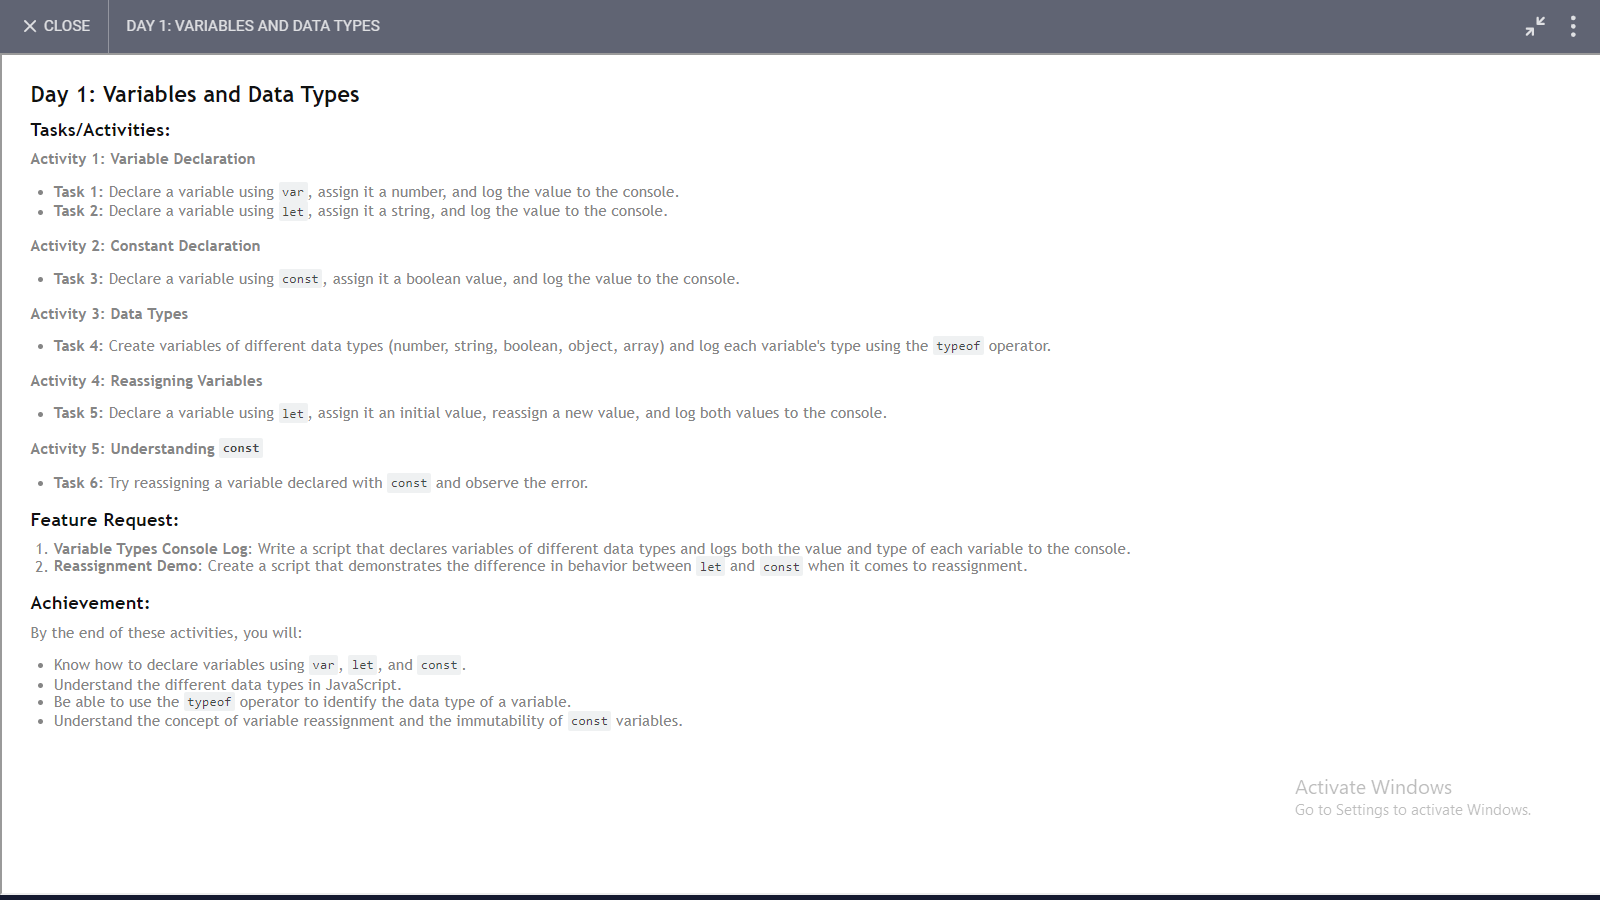 CLOSE
DAY 1: VARIABLES AND DATA TYPES
Day 1: Variables and Data Types
Tasks/Activities:
Activity 1: Variable Declaration
• Task 1: Declare a variable using var, assign it a number, and log the value to the console.
• Task 2: Declare a variable using let, assign it a string, and log the value to the console.
Activity 2: Constant Declaration
• Task 3: Declare a variable using const, assign it a boolean value, and log the value to the console.
Activity 3: Data Types
• Task 4: Create variables of different data types (number, string, boolean, object, array) and log each variable's type using the typeof operator.
Activity 4: Reassigning Variables
• Task 5: Declare a variable using let, assign it an initial value, reassign a new value, and log both values to the console.
Activity 5: Understanding const
• Task 6: Try reassigning a variable declared with const and observe the error.
Feature Request:
1. Variable Types Console Log: Write a script that declares variables of different data types and logs both the value and type of each variable to the console.
2. Reassignment Demo: Create a script that demonstrates the difference in behavior between let and const when it comes to reassignment.
Achievement:
By the end of these activities, you will:
• Know how to declare variables using var, let, and const.
• Understand the different data types in JavaScript.
• Be able to use the typeof operator to identify the data type of a variable.
• Understand the concept of variable reassignment and the immutability of const variables.
Activate Windows
Go to Settings to activate Windows.